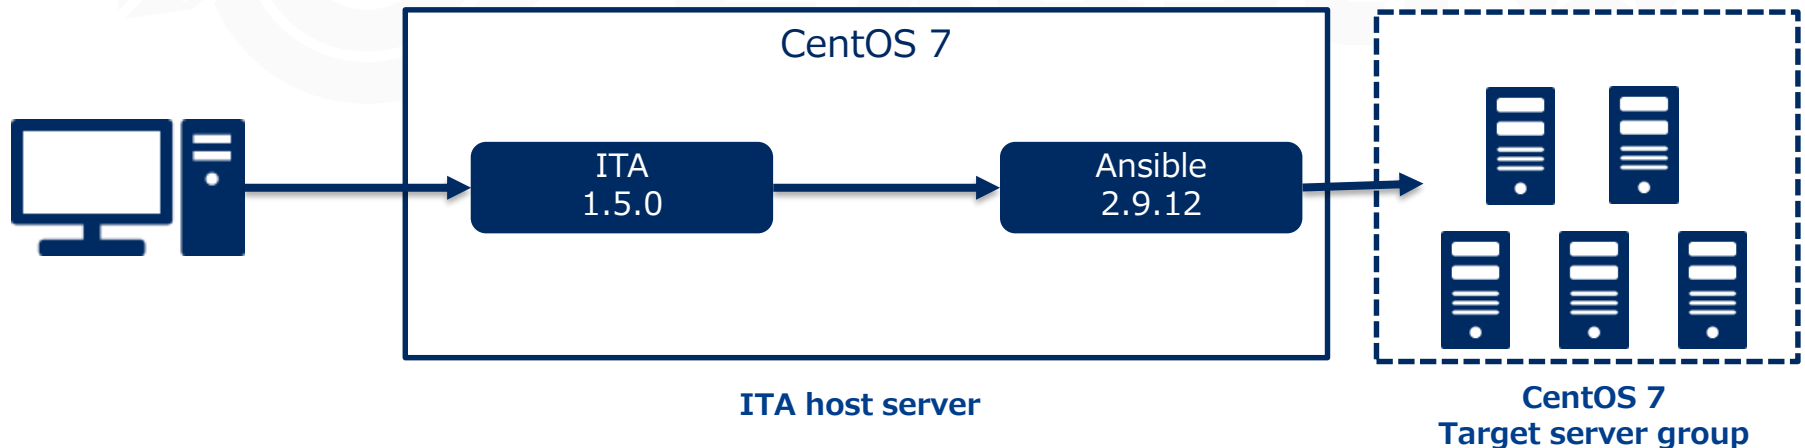 CentOS 7
ITA
1.5.0
Ansible
2.9.12
ITA host server
CentOS 7
Target server group